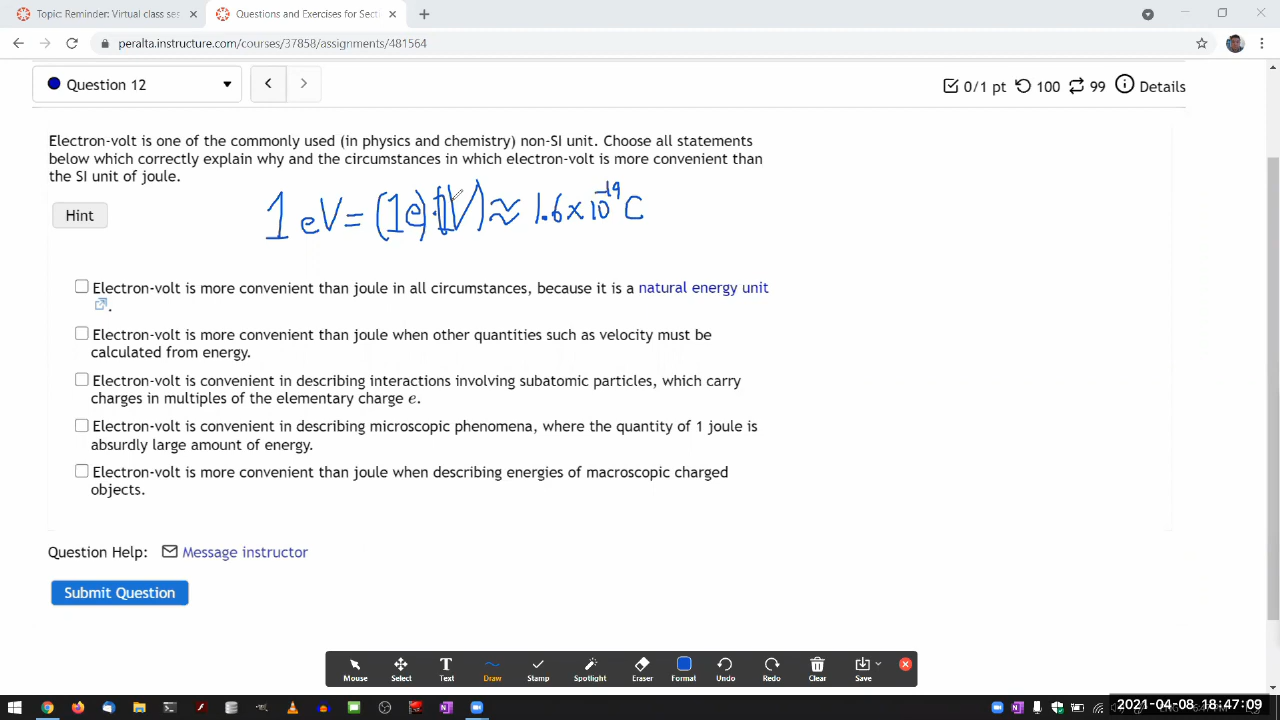 Topic: Reminder: Virtual class ses
Questions and Exercises for Secti
peralta.instructure.com/courses/37858/assignments/481564
Question 12
0/1 pt 100 99 Details
Electron-volt is one of the commonly used (in physics and chemistry) non-SI unit. Choose all statements
below which correctly explain why and the circumstances in which electron-volt is more convenient than
the SI unit of joule.
Hint
1 eV = (1e)·(1V) ≈ 1.6 x 10^-19 C
Electron-volt is more convenient than joule in all circumstances, because it is a natural energy unit
.
Electron-volt is more convenient than joule when other quantities such as velocity must be
calculated from energy.
Electron-volt is convenient in describing interactions involving subatomic particles, which carry
charges in multiples of the elementary charge e.
Electron-volt is convenient in describing microscopic phenomena, where the quantity of 1 joule is
absurdly large amount of energy.
Electron-volt is more convenient than joule when describing energies of macroscopic charged
objects.
Question Help: Message instructor
Submit Question
Mouse Select Text Draw Stamp Spotlight Eraser Format Undo Redo Clear Save
2021-04-08 18:47:09